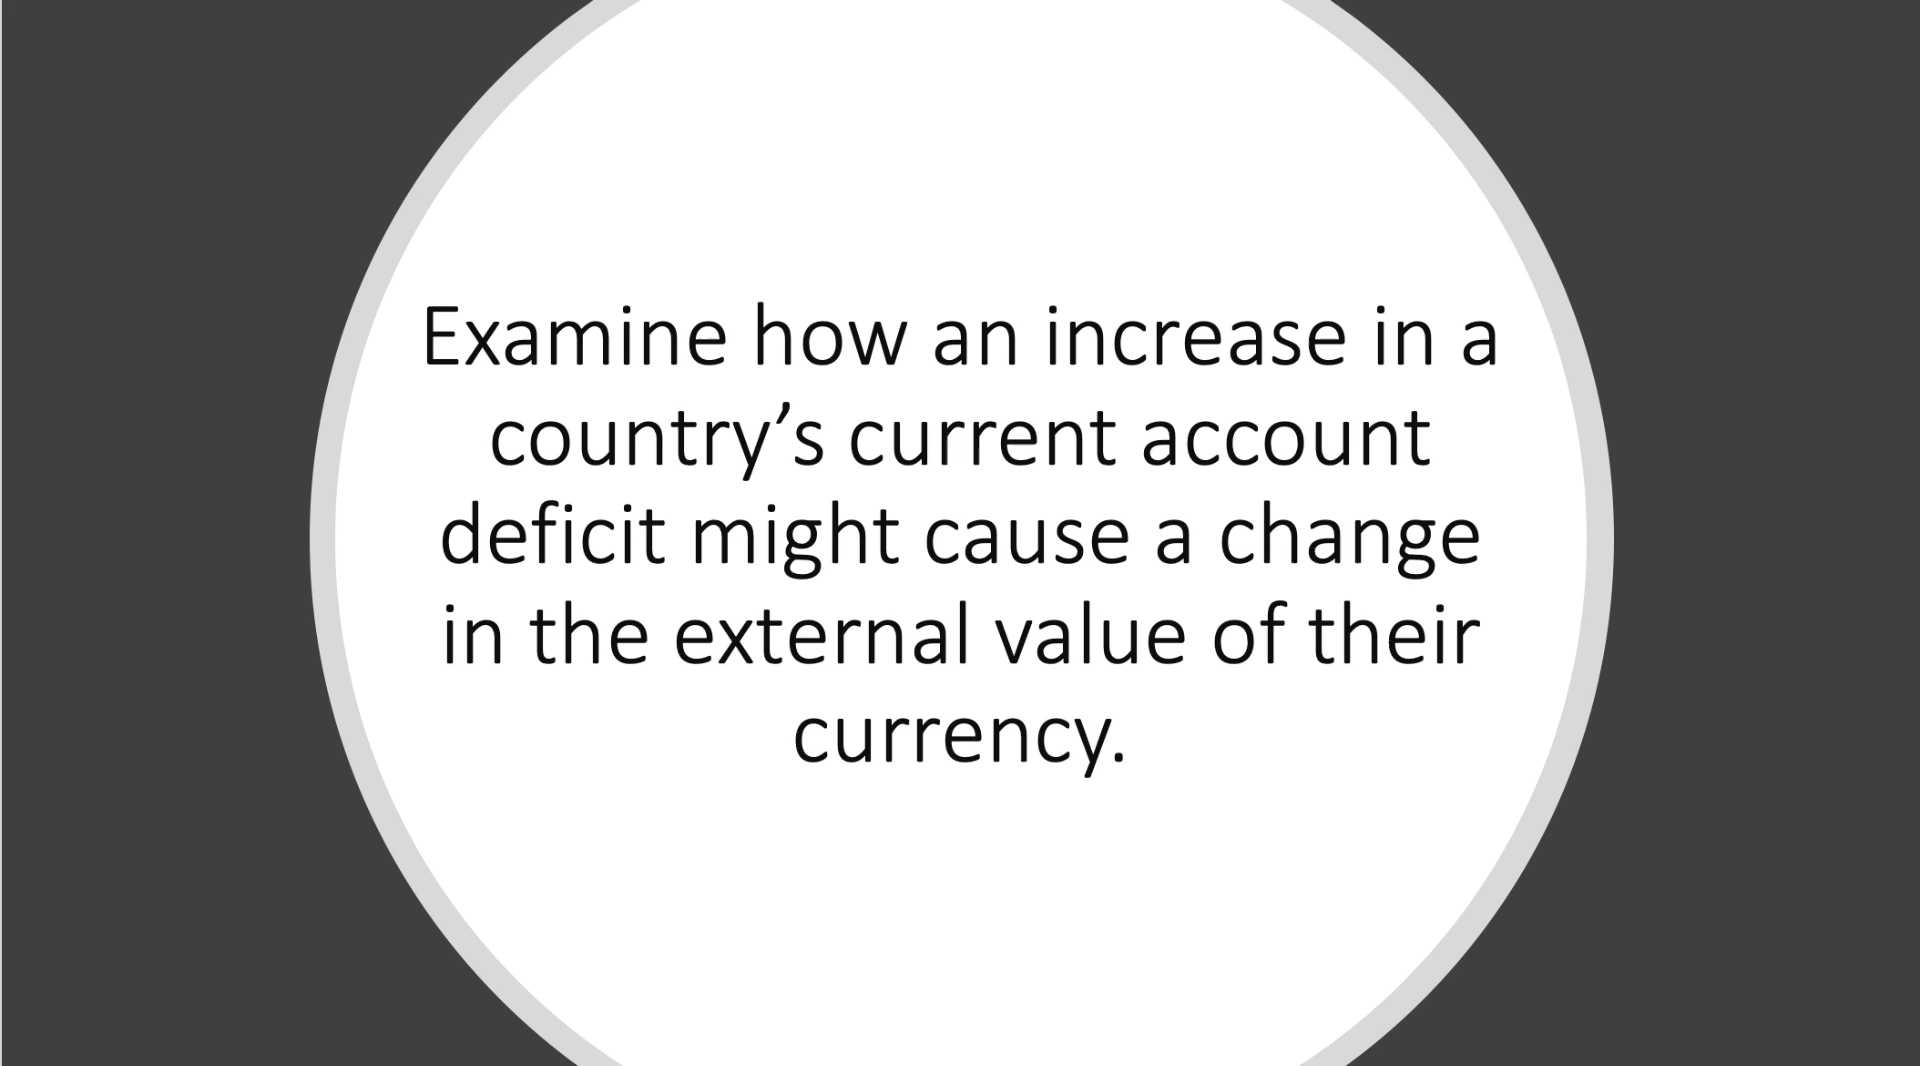 Examine how an increase in a
country’s current account
deficit might cause a change
in the external value of their
currency.